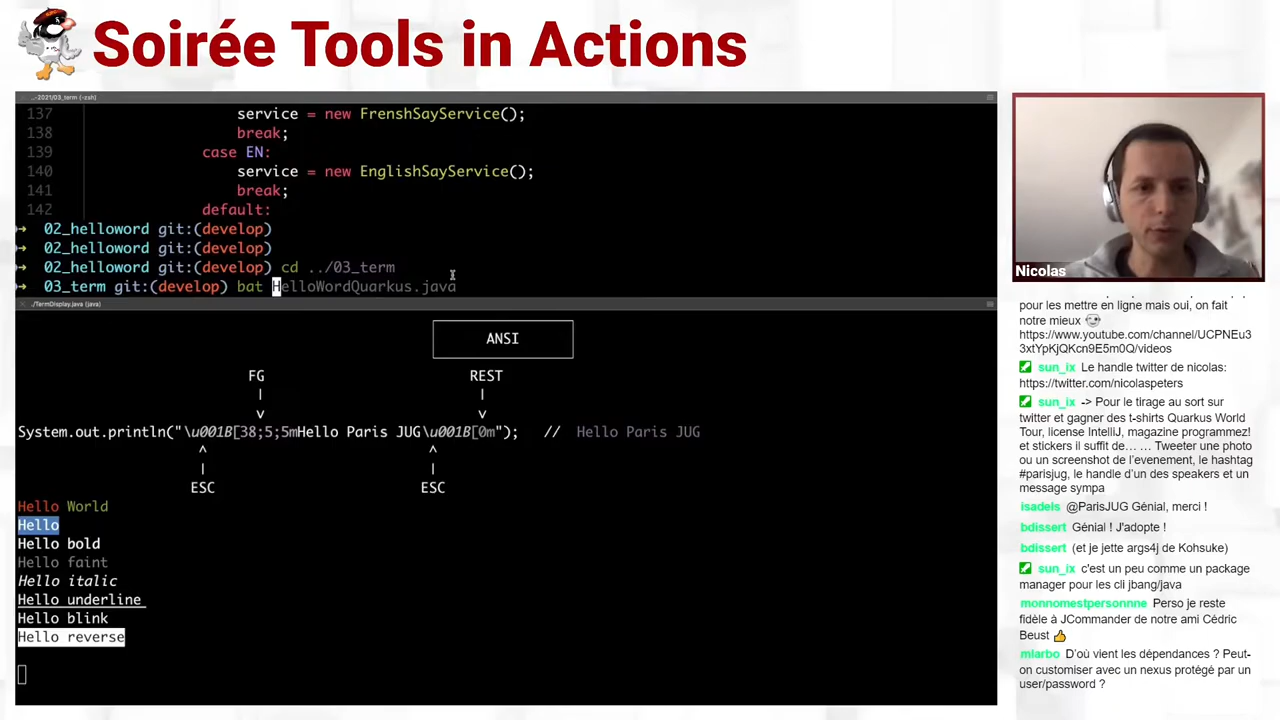 Soirée Tools in Actions
..-2021/03_term (-zsh)
137 service = new FrenshSayService();
138 break;
139 case EN:
140 service = new EnglishSayService();
141 break;
142 default:
➜ 02_helloword git:(develop)
➜ 02_helloword git:(develop)
➜ 02_helloword git:(develop) cd ../03_term
➜ 03_term git:(develop) bat HelloWordQuarkus.java
./TermDisplay.java (java)
ANSI
FG REST
| |
v v
System.out.println("\u001B[38;5;5mHello Paris JUG\u001B[0m"); // Hello Paris JUG
^ ^
| |
ESC ESC
Hello World
Hello
Hello bold
Hello faint
Hello italic
Hello underline
Hello blink
Hello reverse
Nicolas
pour les mettre en ligne mais oui, on fait
notre mieux
https://www.youtube.com/channel/UCPNEu3
3xtYpKjQKcn9E5m0Q/videos
sun_ix Le handle twitter de nicolas:
https://twitter.com/nicolaspeters
sun_ix -> Pour le tirage au sort sur
twitter et gagner des t-shirts Quarkus World
Tour, license IntelliJ, magazine programmez!
et stickers il suffit de… … Tweeter une photo
ou un screenshot de l'evenement, le hashtag
#parisjug, le handle d'un des speakers et un
message sympa
isadels @ParisJUG Génial, merci !
bdissert Génial ! J'adopte !
bdissert (et je jette args4j de Kohsuke)
sun_ix c'est un peu comme un package
manager pour les cli jbang/java
monnomestpersonnne Perso je reste
fidèle à JCommander de notre ami Cédric
Beust 👍
mlarbo D'où vient les dépendances ? Peut-
on customiser avec un nexus protégé par un
user/password ?